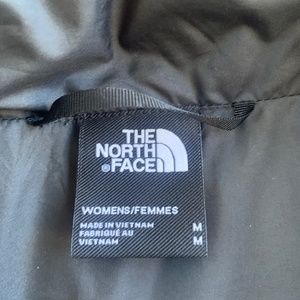 THE
NORTH
FACE
WOMENS/FEMMES
MADE IN VIETNAM M
FABRIQUÉ AU
VIETNAM M